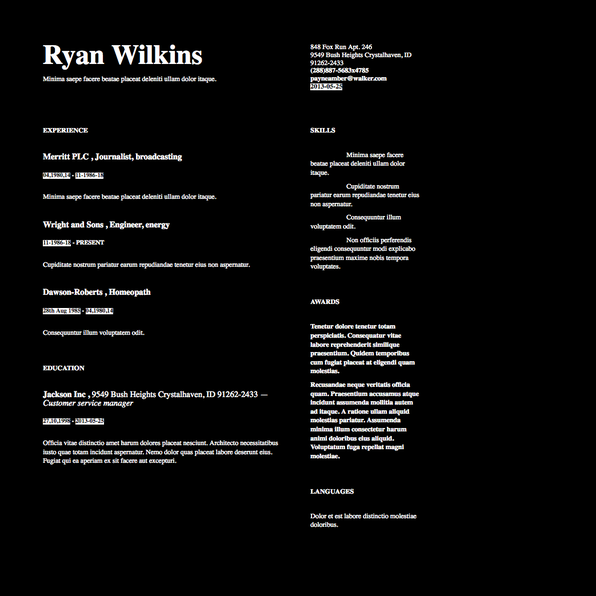 Ryan Wilkins
Minima saepe facere beatae placeat deleniti ullam dolor itaque.
848 Fox Run Apt. 246
9549 Bush Heights Crystalhaven, ID
91262-2433
(288)887-5683x4785
payneamber@walker.com
2013-05-25
EXPERIENCE
Merritt PLC , Journalist, broadcasting
04,1980,14 - 11-1986-18
Minima saepe facere beatae placeat deleniti ullam dolor itaque.
Wright and Sons , Engineer, energy
11-1986-18 - PRESENT
Cupiditate nostrum pariatur earum repudiandae tenetur eius non aspernatur.
Dawson-Roberts , Homeopath
28th Aug 1985 - 04,1980,14
Consequuntur illum voluptatem odit.
EDUCATION
Jackson Inc , 9549 Bush Heights Crystalhaven, ID 91262-2433 —
Customer service manager
27.10.1998 - 2013-05-25
Officia vitae distinctio amet harum dolores placeat nesciunt. Architecto necessitatibus
iusto quae totam incidunt aspernatur. Nemo dolor quas placeat labore deserunt eius.
Fugiat qui ea aperiam ex sit facere aut excepturi.
SKILLS
Minima saepe facere
beatae placeat deleniti ullam dolor
itaque.
Cupiditate nostrum
pariatur earum repudiandae tenetur eius
non aspernatur.
Consequuntur illum
voluptatem odit.
Non officiis perferendis
eligendi consequuntur modi explicabo
praesentium maxime nobis tempora
voluptates.
AWARDS
Tenetur dolore tenetur totam
perspiciatis. Consequatur vitae
labore reprehenderit similique
praesentium. Quidem temporibus
cum fugiat placeat at eligendi quam
molestias.
Recusandae neque veritatis officia
quam. Praesentium accusamus atque
incidunt assumenda mollitia autem
ad itaque. A ratione ullam aliquid
molestias pariatur. Assumenda
minima illum consectetur harum
animi doloribus eius aliquid.
Voluptatum fuga repellat magni
molestiae.
LANGUAGES
Dolor et est labore distinctio molestiae
doloribus.